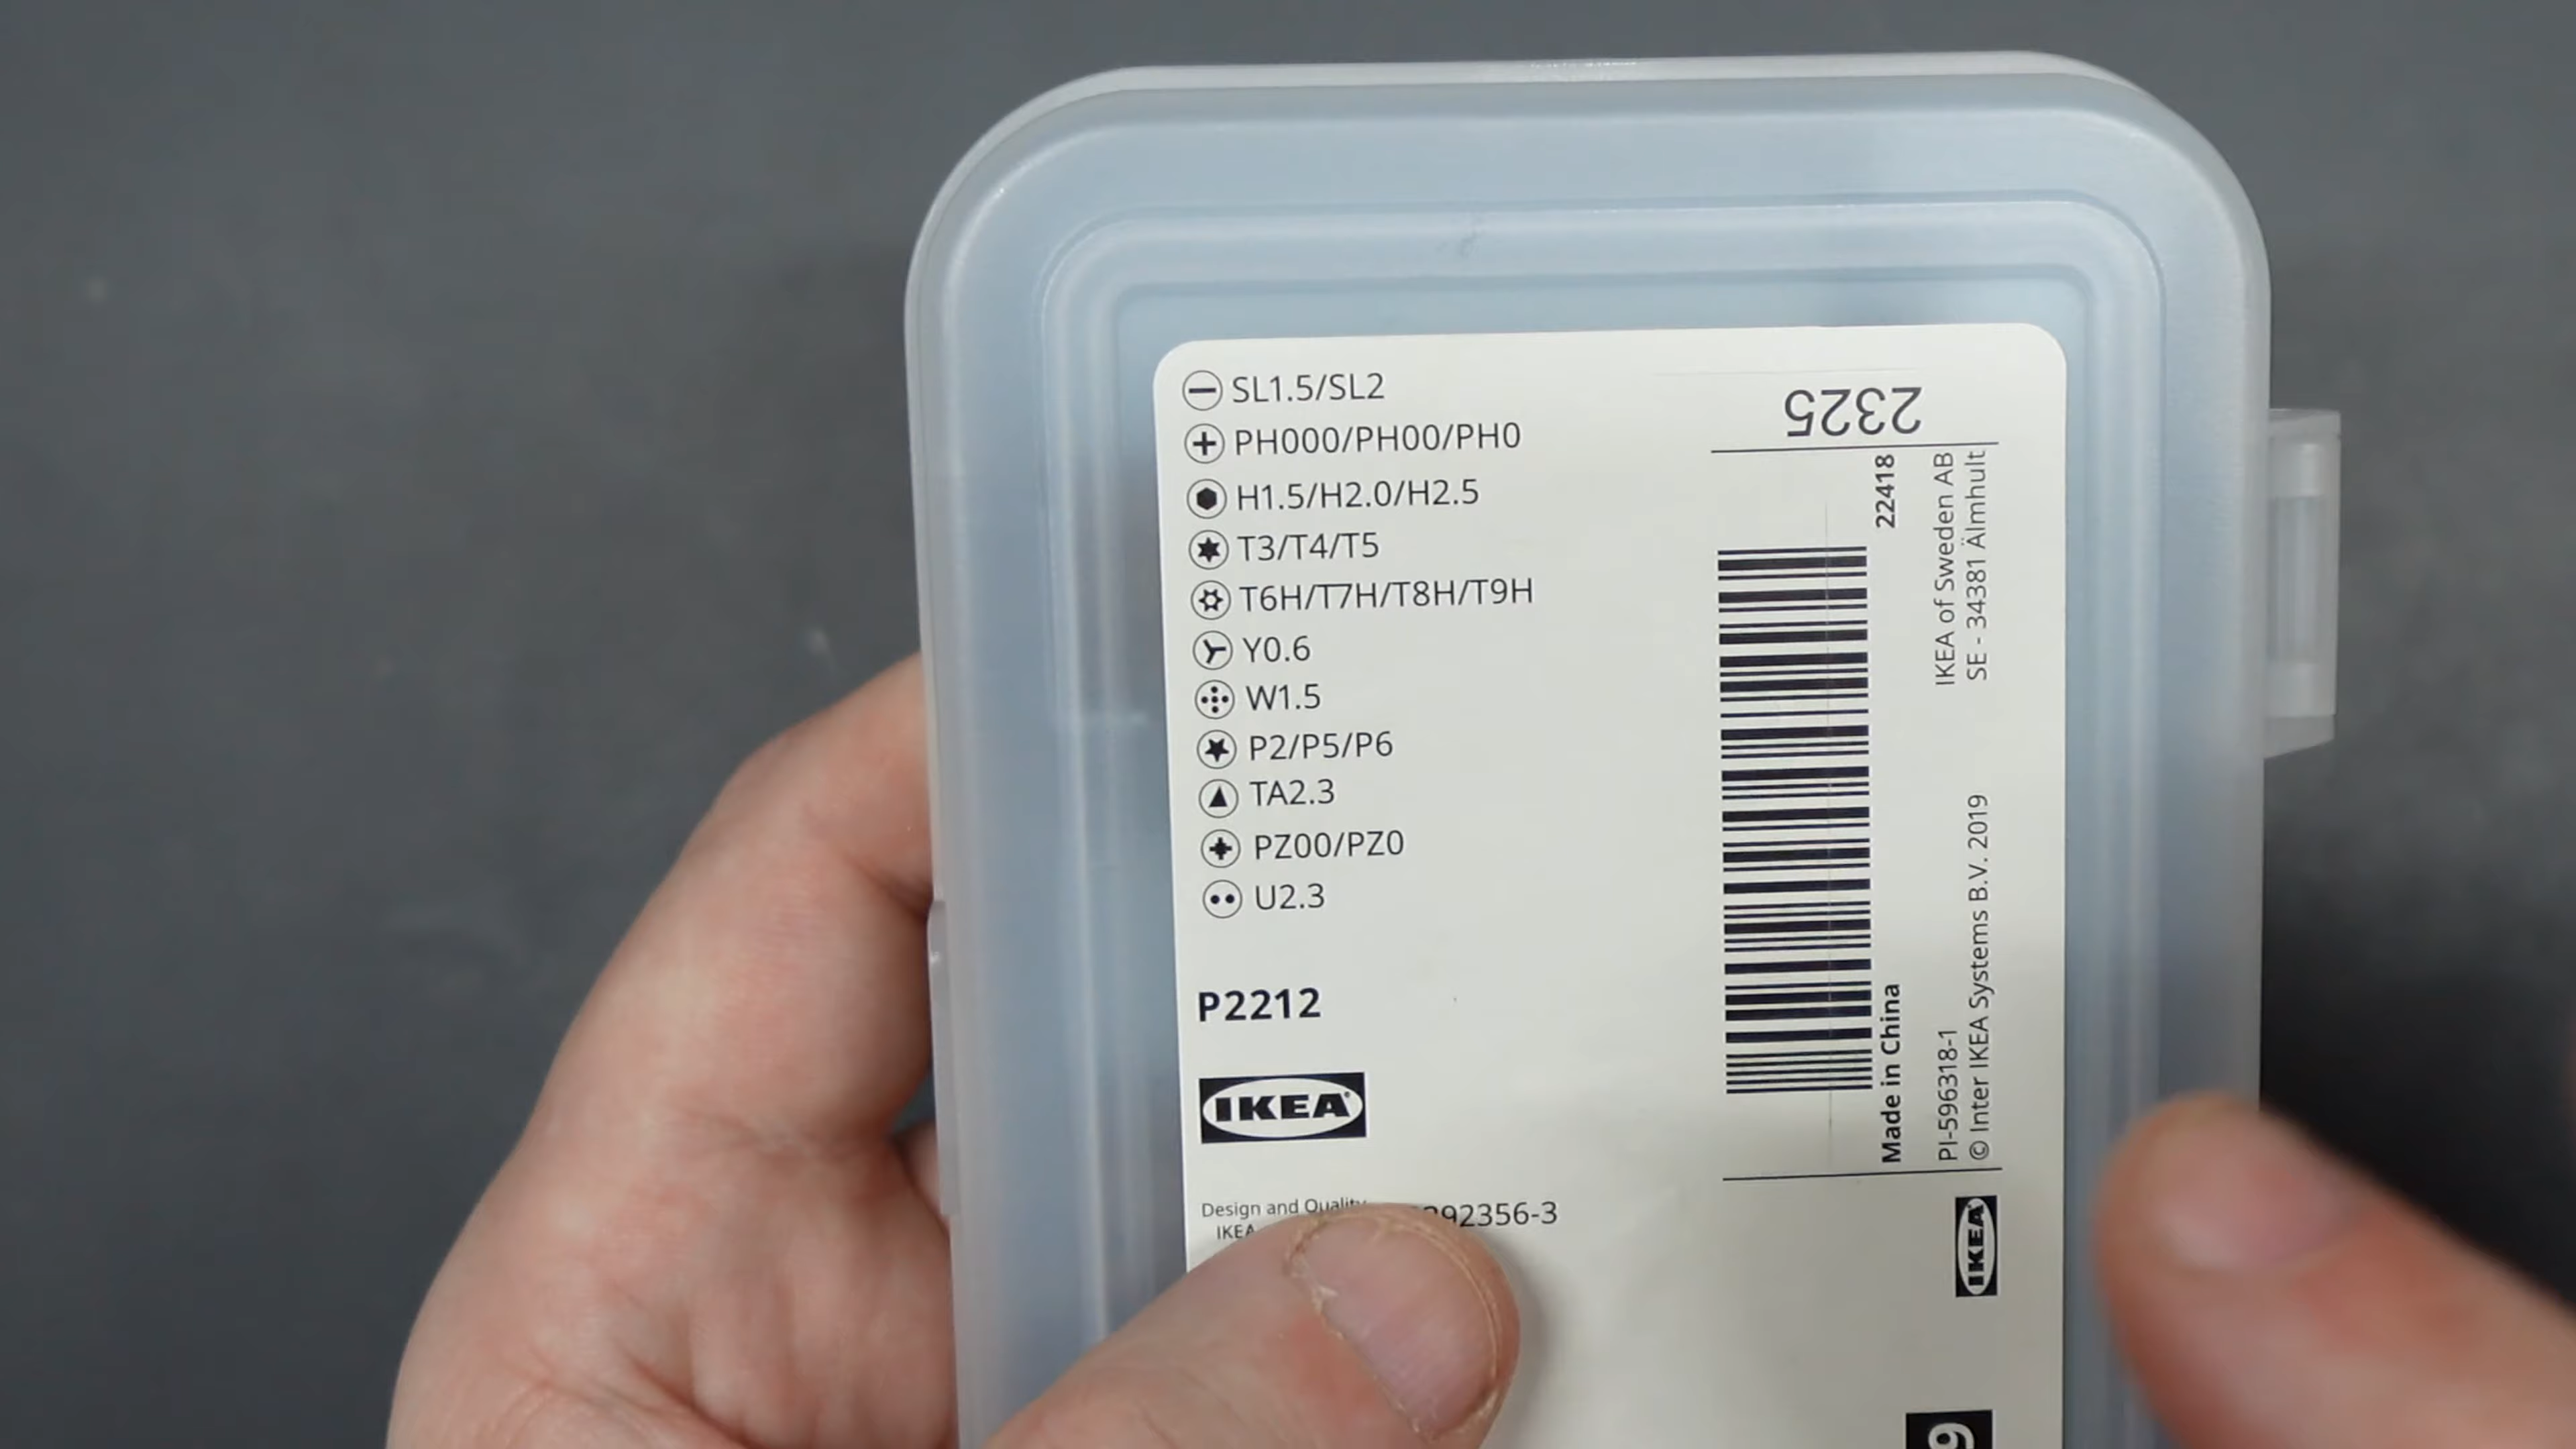 SL1.5/SL2
PH000/PH00/PH0
H1.5/H2.0/H2.5
T3/T4/T5
T6H/T7H/T8H/T9H
Y0.6
W1.5
P2/P5/P6
TA2.3
PZ00/PZ0
U2.3
P2212
IKEA®
Design and Quality
IKEA
92356-3
2325
22418
Made in China
IKEA of Sweden AB
SE - 34381 Älmhult
PI-596318-1
© Inter IKEA Systems B.V. 2019
IKEA
9